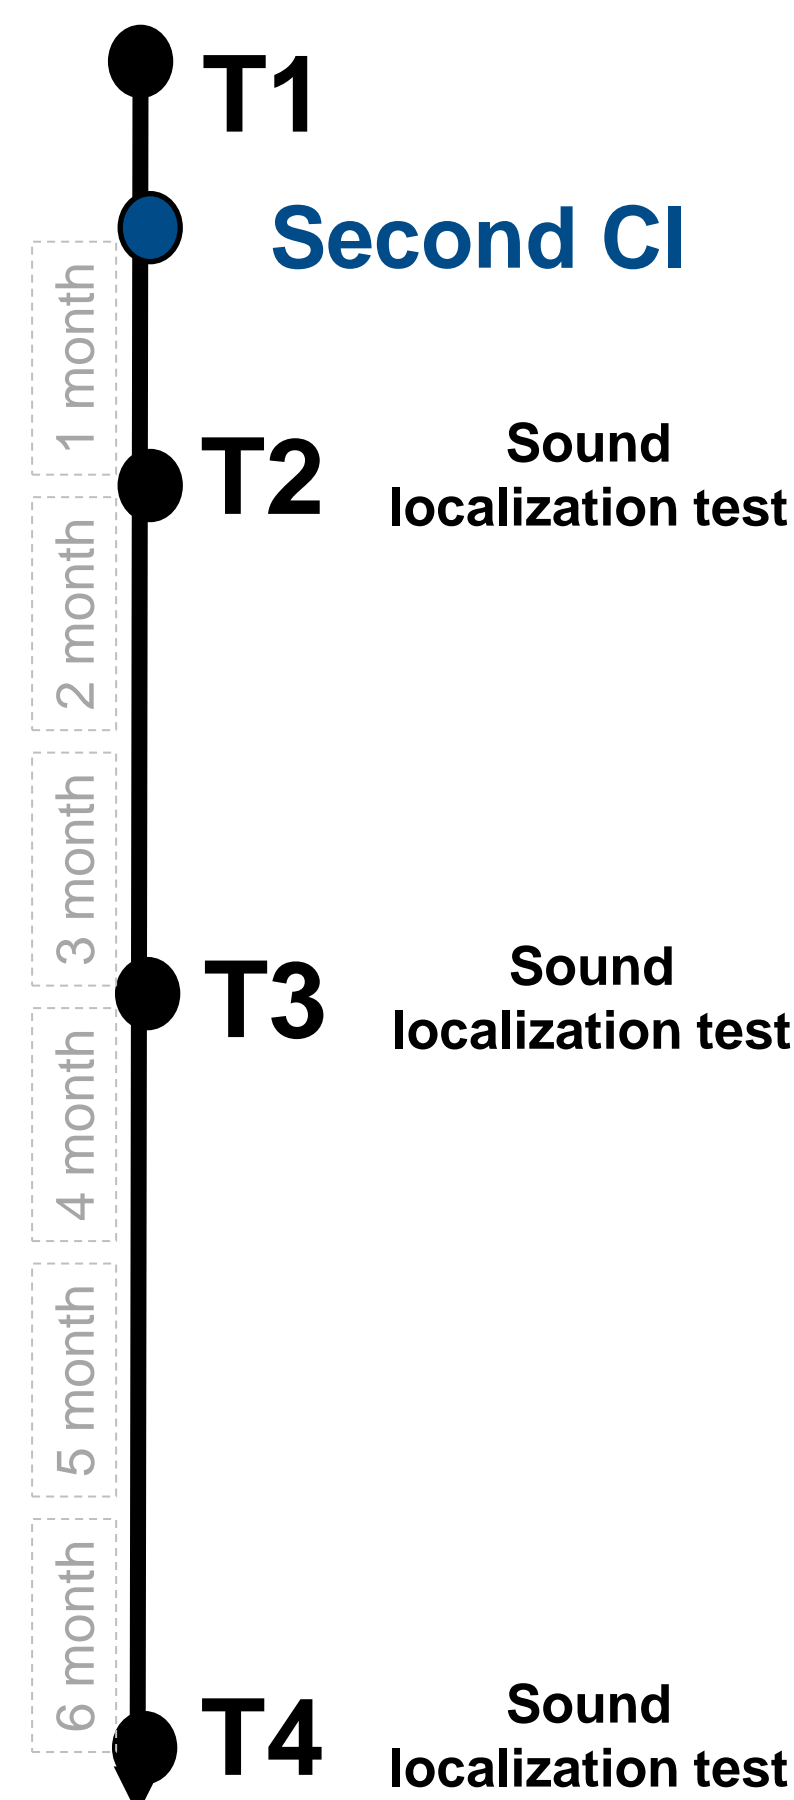 T1
Second CI
1 month
T2
Sound
localization test
2 month
3 month
T3
Sound
localization test
4 month
5 month
6 month
T4
Sound
localization test